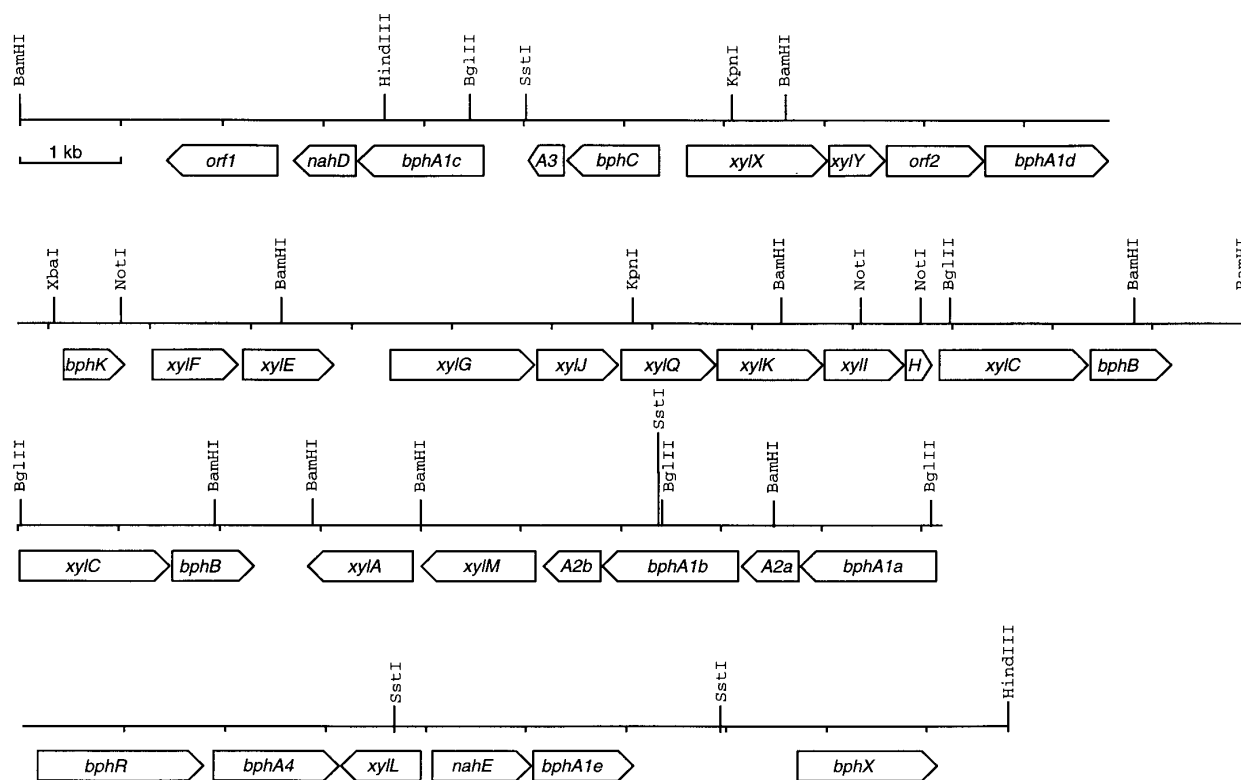 BamHI HindIII BglII SstI KpnI BamHI
1 kb
orf1 nahD bphA1c A3 bphC xylX xylY orf2 bphA1d
XbaI NotI BamHI KpnI BamHI NotI NotI BglII BamHI BamHI
bphK xylF xylE xylG xylJ xylQ xylK xylI H xylC bphB
BglII BamHI BamHI BamHI SstI BglII BamHI BglII
xylC bphB xylA xylM A2b bphA1b A2a bphA1a
SstI SstI HindIII
bphR bphA4 xylL nahE bphA1e bphX